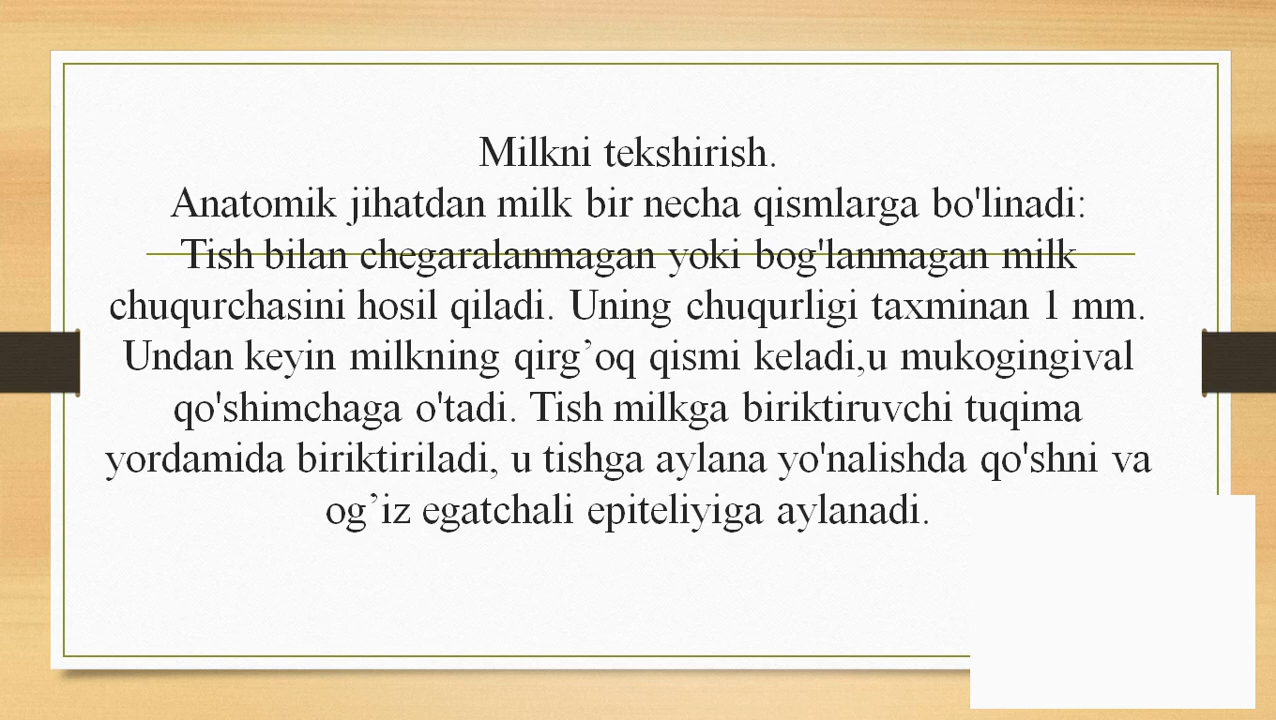 Milkni tekshirish.
Anatomik jihatdan milk bir necha qismlarga bo'linadi:
Tish bilan chegaralanmagan yoki bog'lanmagan milk
chuqurchasini hosil qiladi. Uning chuqurligi taxminan 1 mm.
Undan keyin milkning qirg’oq qismi keladi,u mukogingival
qo'shimchaga o'tadi. Tish milkga biriktiruvchi tuqima
yordamida biriktiriladi, u tishga aylana yo'nalishda qo'shni va
og’iz egatchali epiteliyiga aylanadi.